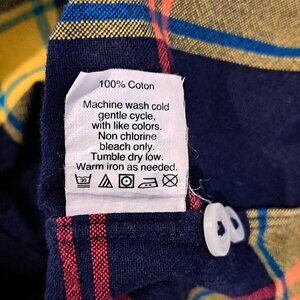 100% Coton
Machine wash cold
gentle cycle,
with like colors.
Non chlorine
bleach only.
Tumble dry low.
Warm iron as needed.